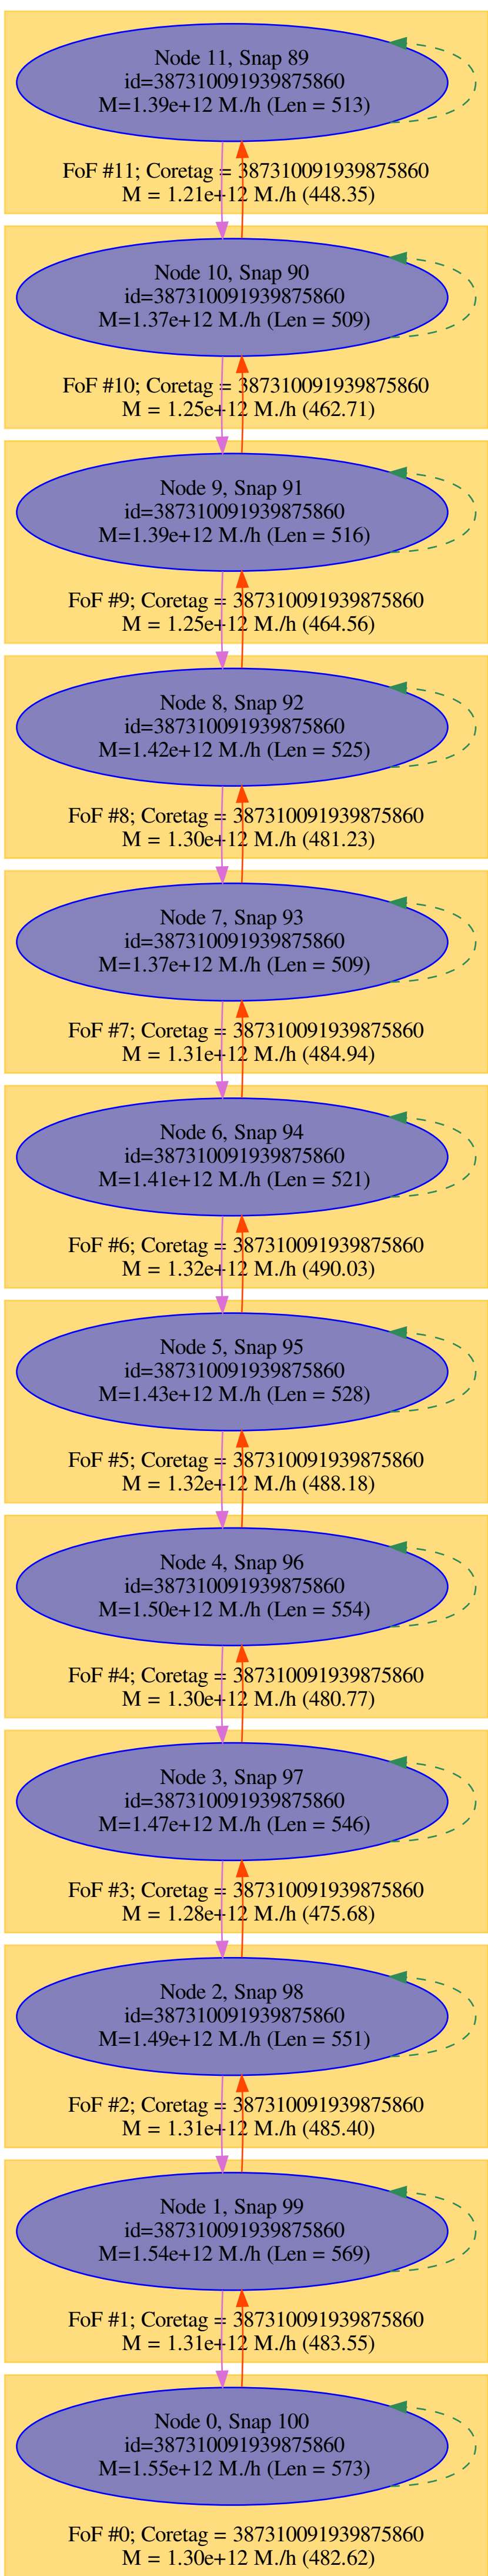 Node 11, Snap 89
id=387310091939875860
M=1.39e+12 M./h (Len = 513)
FoF #11; Coretag = 387310091939875860
M = 1.21e+12 M./h (448.35)
Node 10, Snap 90
id=387310091939875860
M=1.37e+12 M./h (Len = 509)
FoF #10; Coretag = 387310091939875860
M = 1.25e+12 M./h (462.71)
Node 9, Snap 91
id=387310091939875860
M=1.39e+12 M./h (Len = 516)
FoF #9; Coretag = 387310091939875860
M = 1.25e+12 M./h (464.56)
Node 8, Snap 92
id=387310091939875860
M=1.42e+12 M./h (Len = 525)
FoF #8; Coretag = 387310091939875860
M = 1.30e+12 M./h (481.23)
Node 7, Snap 93
id=387310091939875860
M=1.37e+12 M./h (Len = 509)
FoF #7; Coretag = 387310091939875860
M = 1.31e+12 M./h (484.94)
Node 6, Snap 94
id=387310091939875860
M=1.41e+12 M./h (Len = 521)
FoF #6; Coretag = 387310091939875860
M = 1.32e+12 M./h (490.03)
Node 5, Snap 95
id=387310091939875860
M=1.43e+12 M./h (Len = 528)
FoF #5; Coretag = 387310091939875860
M = 1.32e+12 M./h (488.18)
Node 4, Snap 96
id=387310091939875860
M=1.50e+12 M./h (Len = 554)
FoF #4; Coretag = 387310091939875860
M = 1.30e+12 M./h (480.77)
Node 3, Snap 97
id=387310091939875860
M=1.47e+12 M./h (Len = 546)
FoF #3; Coretag = 387310091939875860
M = 1.28e+12 M./h (475.68)
Node 2, Snap 98
id=387310091939875860
M=1.49e+12 M./h (Len = 551)
FoF #2; Coretag = 387310091939875860
M = 1.31e+12 M./h (485.40)
Node 1, Snap 99
id=387310091939875860
M=1.54e+12 M./h (Len = 569)
FoF #1; Coretag = 387310091939875860
M = 1.31e+12 M./h (483.55)
Node 0, Snap 100
id=387310091939875860
M=1.55e+12 M./h (Len = 573)
FoF #0; Coretag = 387310091939875860
M = 1.30e+12 M./h (482.62)